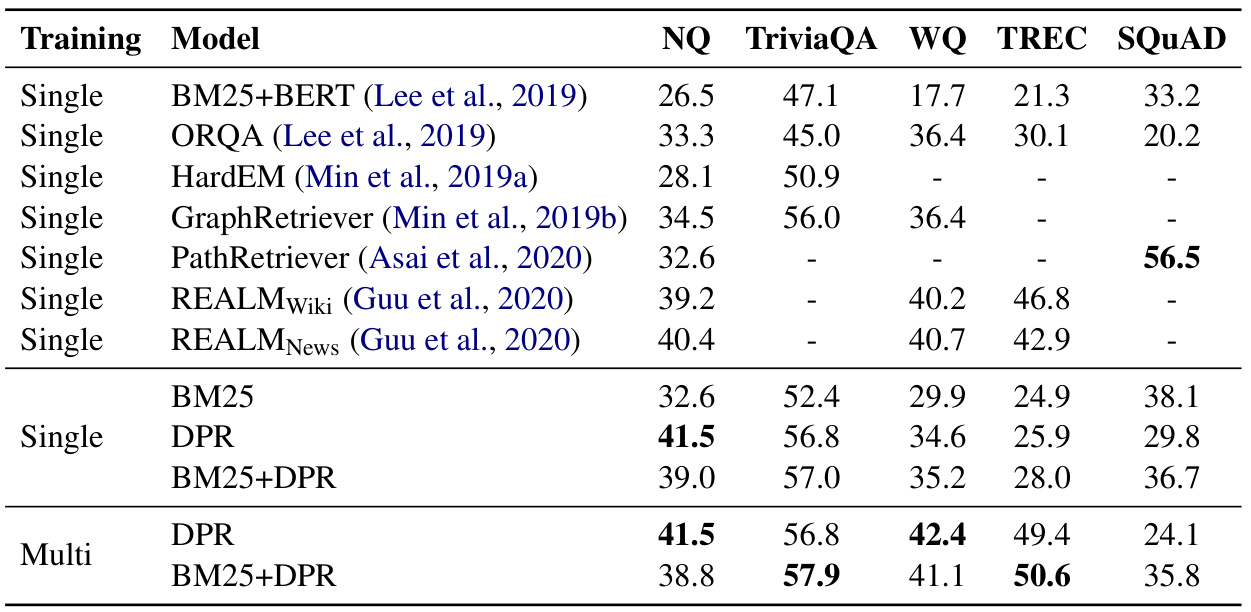 Training Model NQ TriviaQA WQ TREC SQuAD
Single BM25+BERT (Lee et al., 2019) 26.5 47.1 17.7 21.3 33.2
Single ORQA (Lee et al., 2019) 33.3 45.0 36.4 30.1 20.2
Single HardEM (Min et al., 2019a) 28.1 50.9 - - -
Single GraphRetriever (Min et al., 2019b) 34.5 56.0 36.4 - -
Single PathRetriever (Asai et al., 2020) 32.6 - - - 56.5
Single REALMWiki (Guu et al., 2020) 39.2 - 40.2 46.8 -
Single REALMNews (Guu et al., 2020) 40.4 - 40.7 42.9 -
BM25 32.6 52.4 29.9 24.9 38.1
Single DPR 41.5 56.8 34.6 25.9 29.8
BM25+DPR 39.0 57.0 35.2 28.0 36.7
Multi DPR 41.5 56.8 42.4 49.4 24.1
BM25+DPR 38.8 57.9 41.1 50.6 35.8